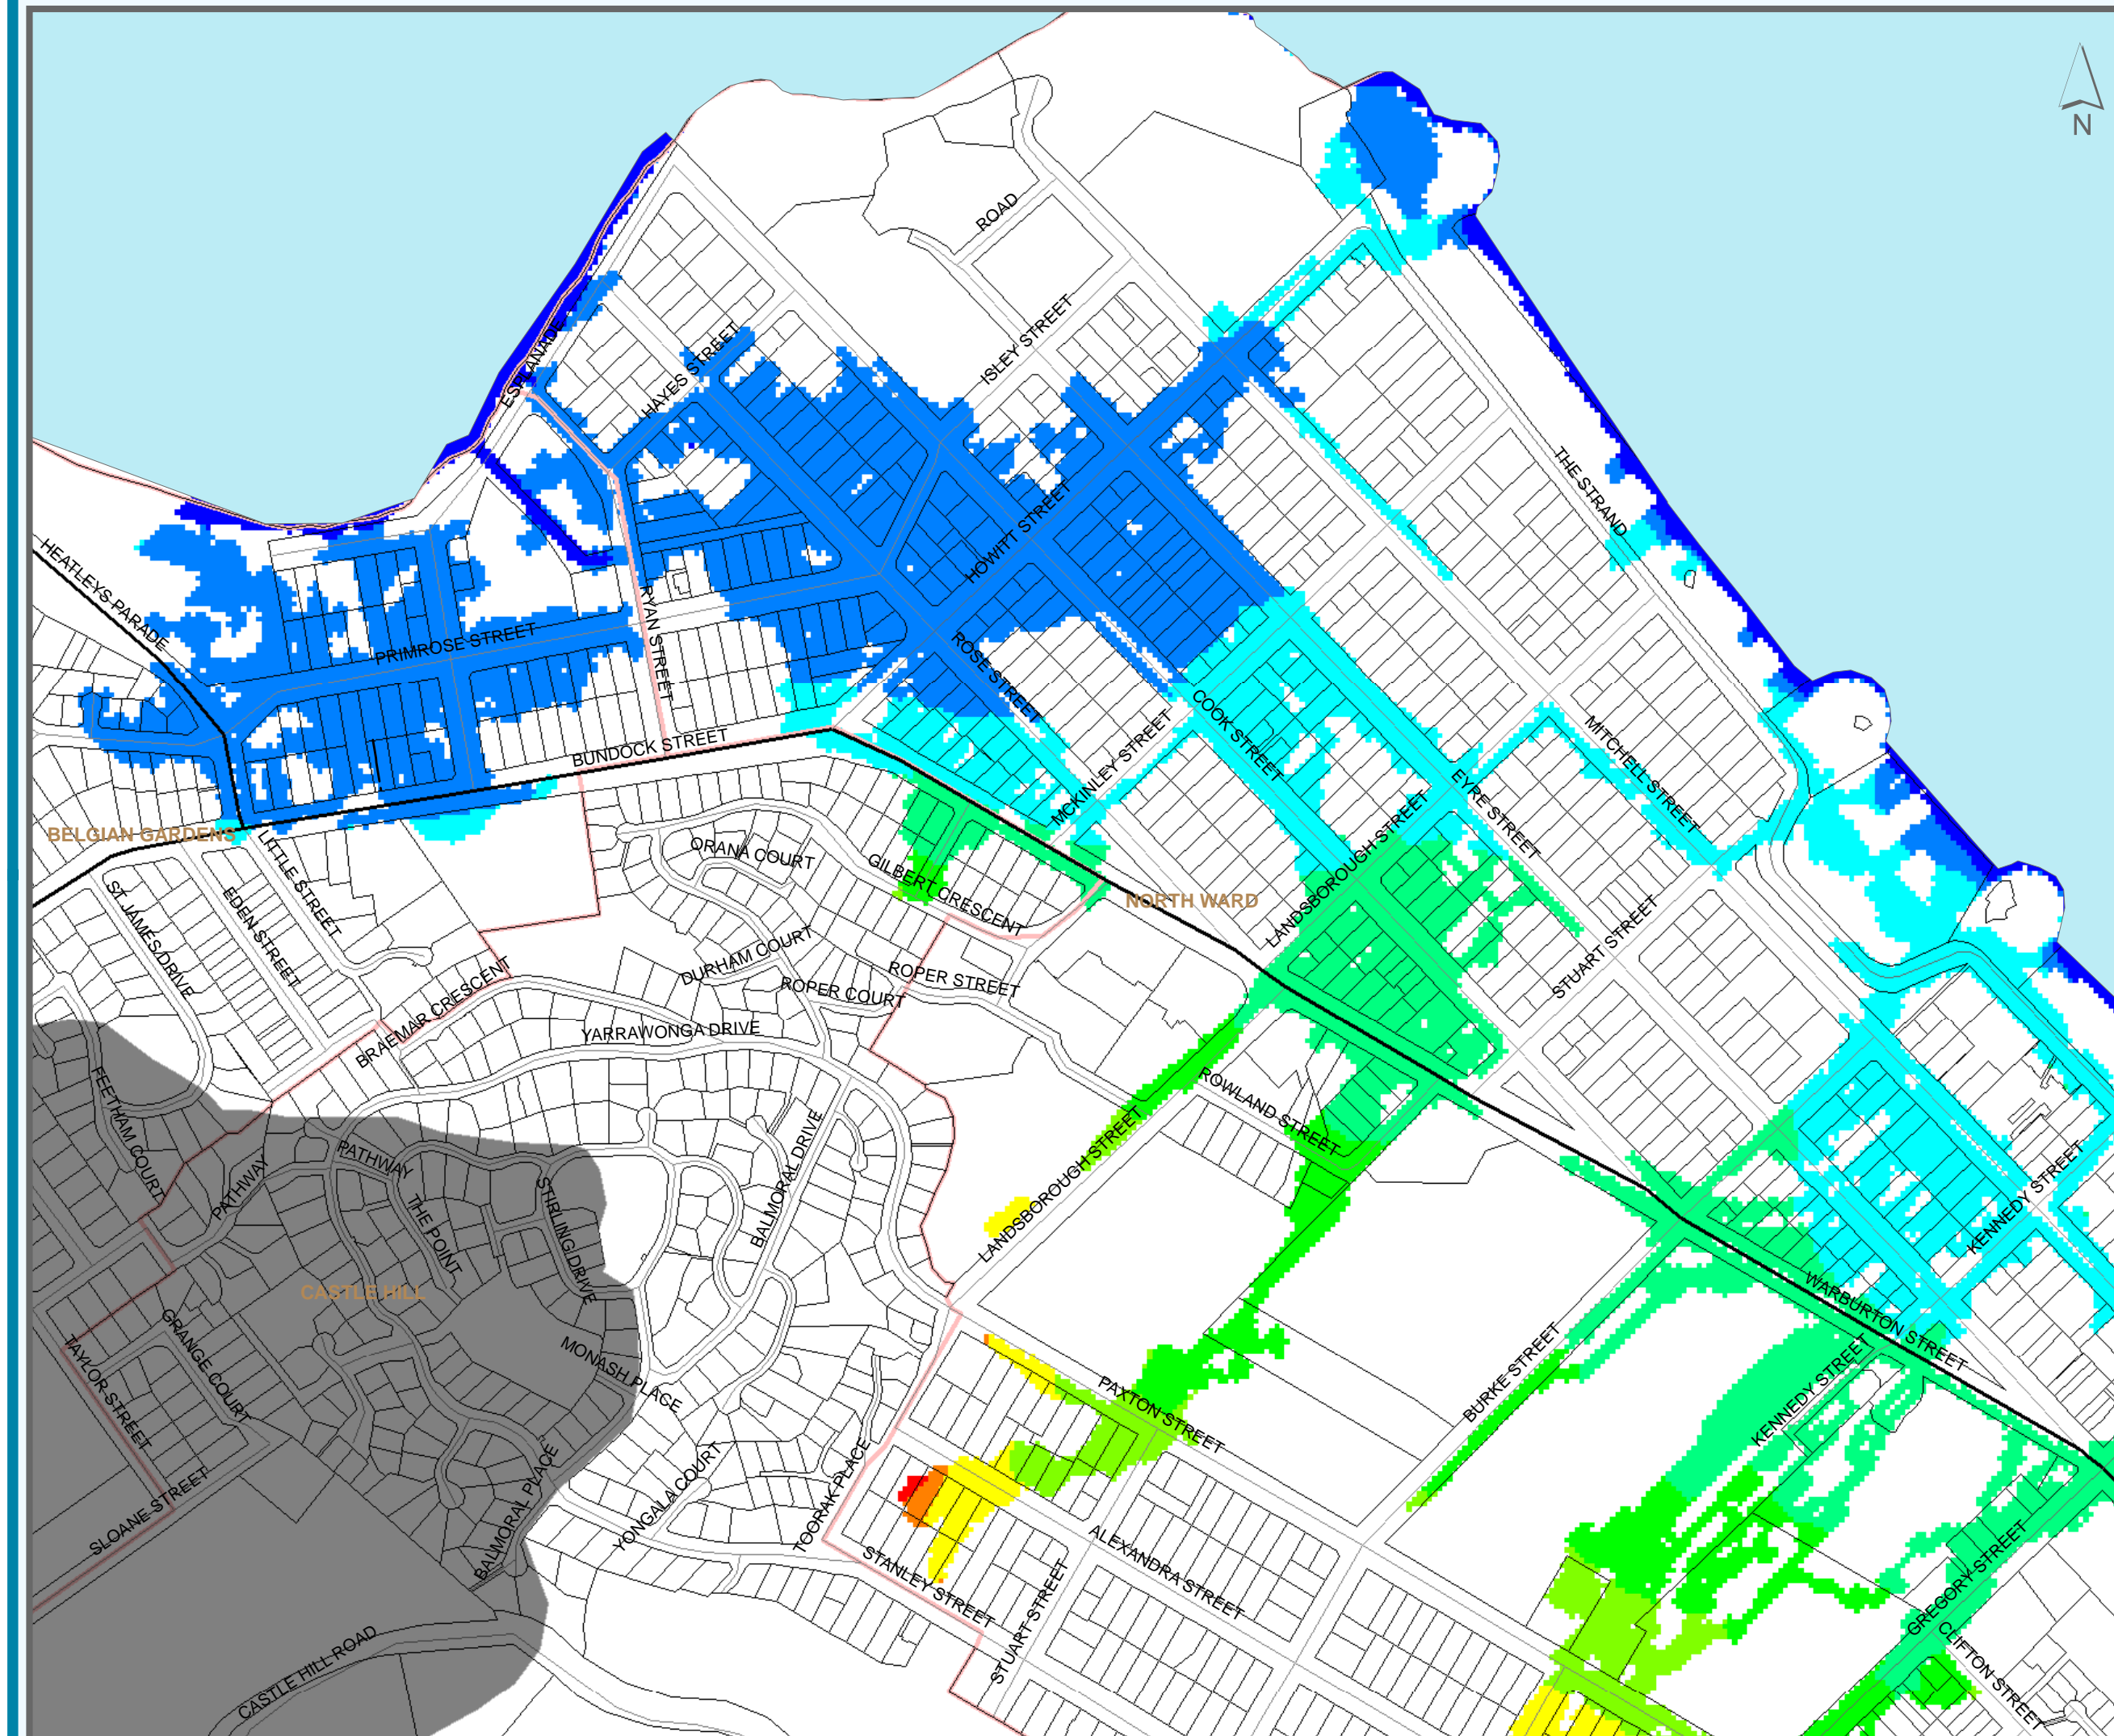 N
ROAD
ISLEY STREET
ESPLANADE
HAYES STREET
THE STRAND
HEATLEYS PARADE
HOWITT STREET
PRIMROSE STREET
RYAN STREET
ROSE STREET
COOK STREET
MCKINLEY STREET
BUNDOCK STREET
MITCHELL STREET
EYRE STREET
BELGIAN GARDENS
LITTLE STREET
ORANA COURT
GILBERT CRESCENT
NORTH WARD
LANDSBOROUGH STREET
ST JAMES DRIVE
EDEN STREET
DURHAM COURT
ROPER STREET
ROPER COURT
STUART STREET
BRAEMAR CRESCENT
YARRAWONGA DRIVE
FEETHAM COURT
ROWLAND STREET
PATHWAY
PATHWAY
THE POINT
STIRLING DRIVE
BALMORAL DRIVE
LANDSBOROUGH STREET
KENNEDY STREET
CASTLE HILL
WARBURTON STREET
TAYLOR STREET
GRANGE COURT
MONASH PLACE
PAXTON STREET
BURKE STREET
KENNEDY STREET
SLOANE STREET
BALMORAL PLACE
YONGALA COURT
TOORAK PLACE
STANLEY STREET
ALEXANDRA STREET
STUART STREET
GREGORY STREET
CLIFTON STREET
CASTLE HILL ROAD